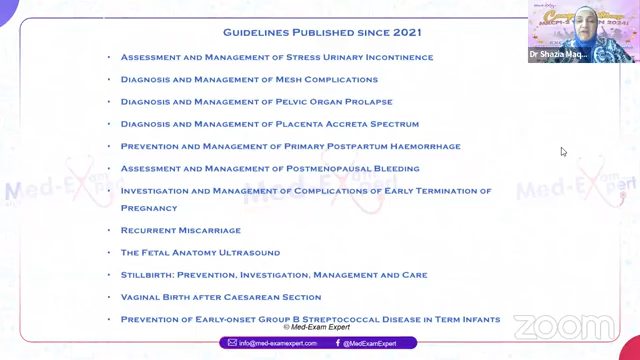 Guidelines Published since 2021
• Assessment and Management of Stress Urinary Incontinence
• Diagnosis and Management of Mesh Complications
• Diagnosis and Management of Pelvic Organ Prolapse
• Diagnosis and Management of Placenta Accreta Spectrum
• Prevention and Management of Primary Postpartum Haemorrhage
• Assessment and Management of Postmenopausal Bleeding
• Investigation and Management of Complications of Early Termination of
Pregnancy
• Recurrent Miscarriage
• The Fetal Anatomy Ultrasound
• Stillbirth: Prevention, Investigation, Management and Care
• Vaginal Birth after Caesarean Section
• Prevention of Early-onset Group B Streptococcal Disease in Term Infants
© Med-Exam Expert
info@med-examexpert.com
@MedExamExpert
Dr Shazia Maq...
zoom
Med-Exam
Expert